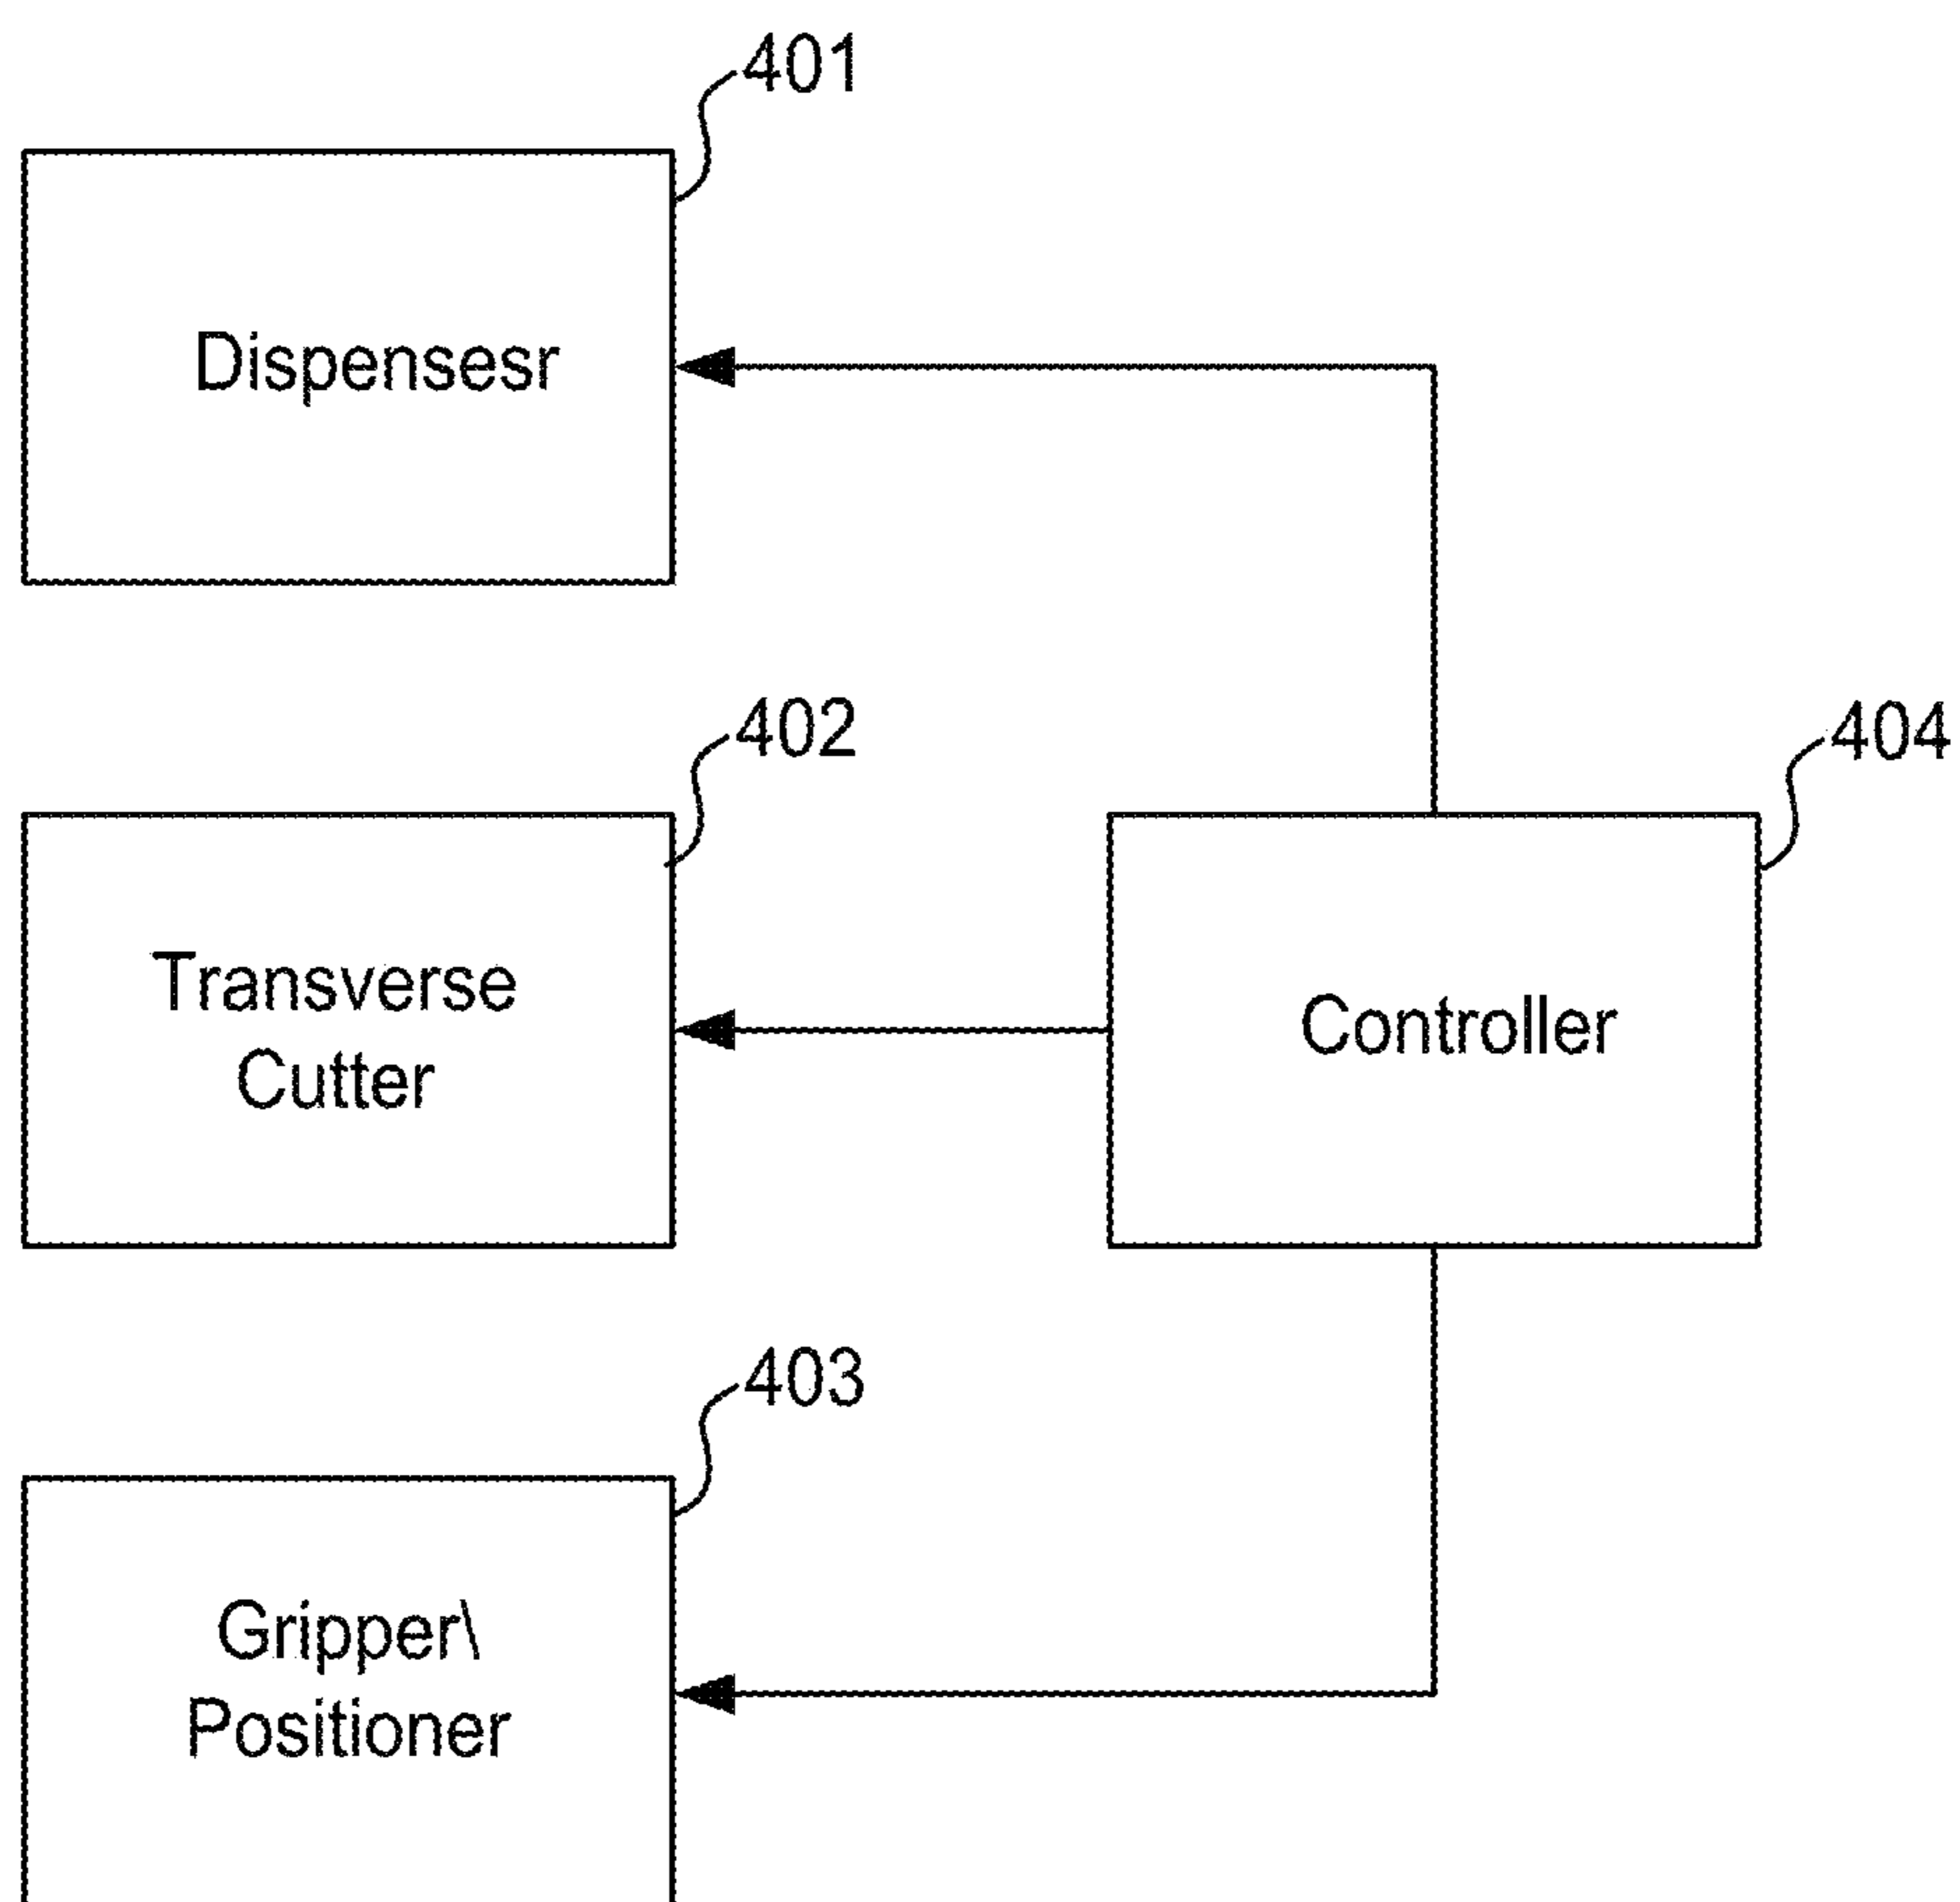 401
Dispensesr
402
404
Transverse
Cutter
Controller
403
Gripper\
Positioner